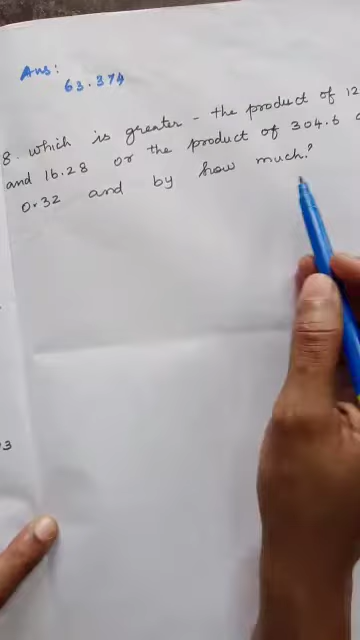 Ans:
63.374
8. which is greater - the product of 12
and 16.28 or the product of 304.6
0.32 and by how much?
3